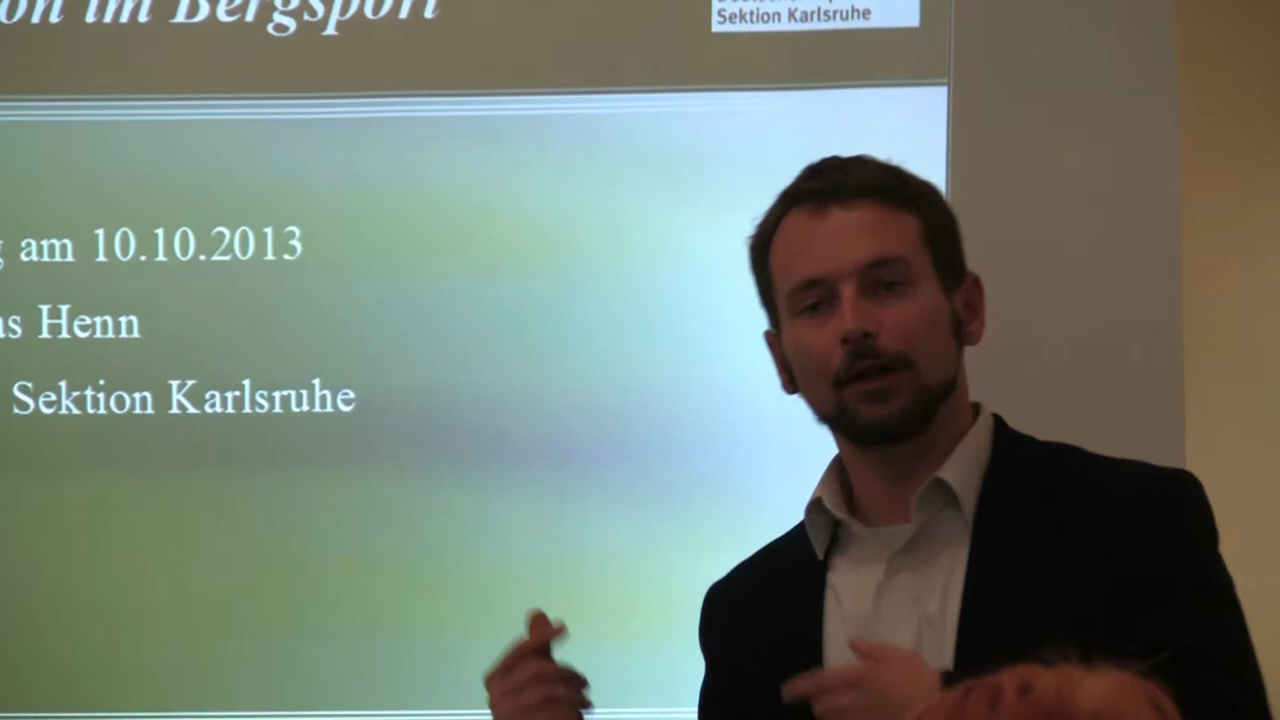 on im Bergsport
Sektion Karlsruhe
g am 10.10.2013
as Henn
Sektion Karlsruhe